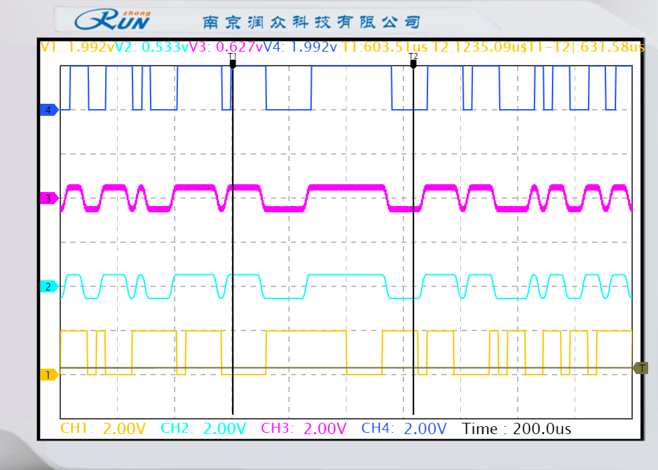 zhong
RUN 南京润众科技有限公司
V1: 1.992v V2: 0.533v V3: 0.627v V4: 1.992v T1:603.51us T2:1235.09us |T1-T2|:631.58us
T1 T2
4
3
2
1 T
CH1: 2.00V CH2: 2.00V CH3: 2.00V CH4: 2.00V Time : 200.0us